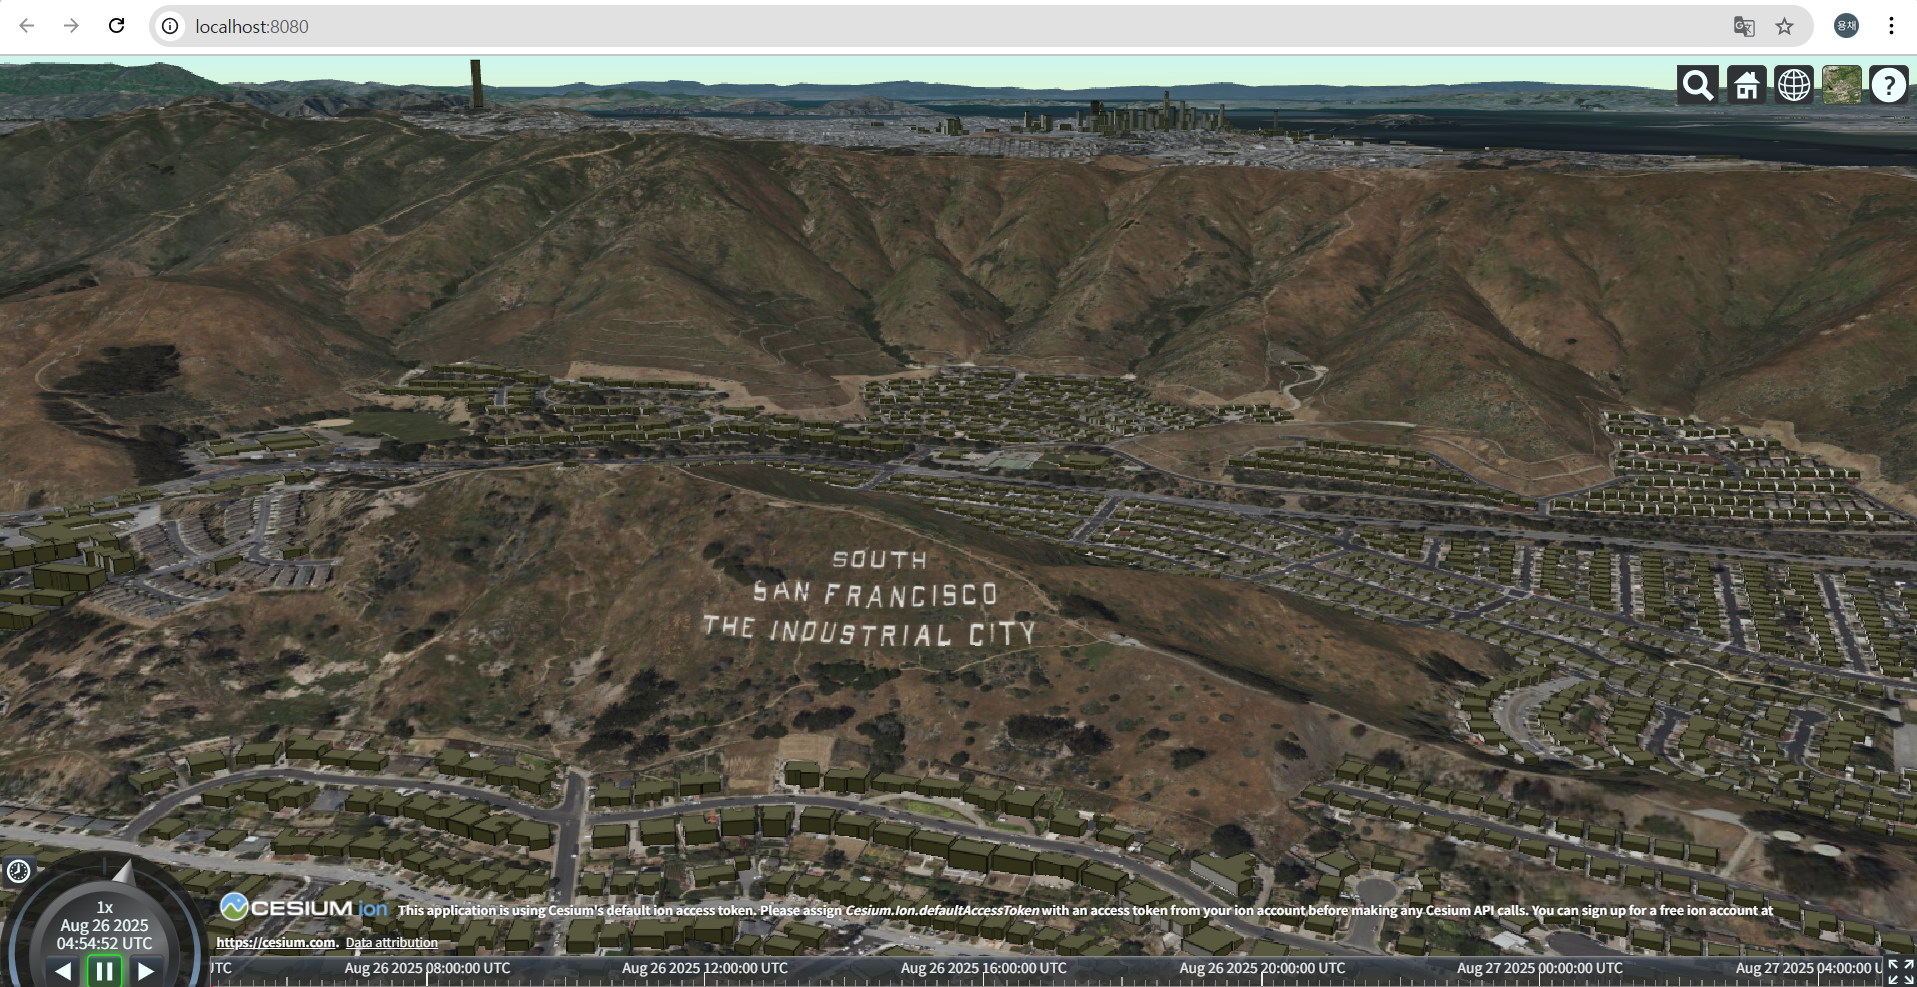 localhost:8080
용채
SOUTH
SAN FRANCISCO
THE INDUSTRIAL CITY
1x
Aug 26 2025
04:54:52 UTC
CESIUM ion This application is using Cesium's default ion access token. Please assign Cesium.Ion.defaultAccessToken with an access token from your ion account before making any Cesium API calls. You can sign up for a free ion account at
https://cesium.com. Data attribution
UTC Aug 26 2025 08:00:00 UTC Aug 26 2025 12:00:00 UTC Aug 26 2025 16:00:00 UTC Aug 26 2025 20:00:00 UTC Aug 27 2025 00:00:00 UTC Aug 27 2025 04:00:00 U